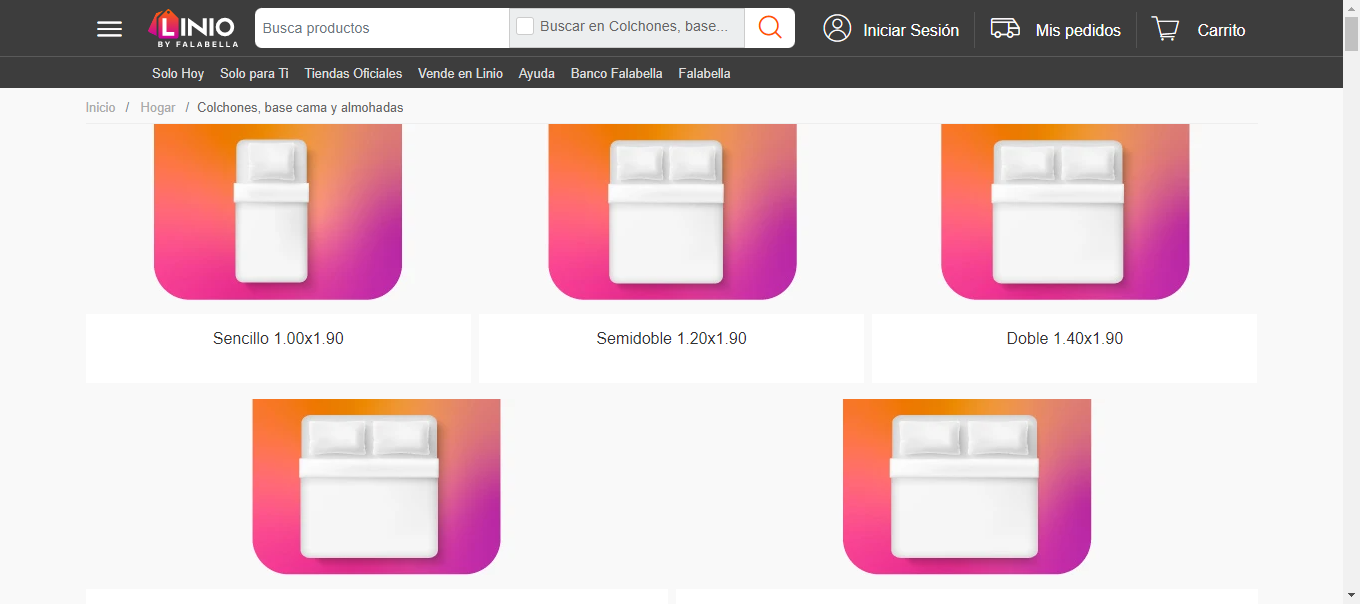 LINIO
BY FALABELLA
Busca productos
Buscar en Colchones, base...
Iniciar Sesión
Mis pedidos
Carrito
Solo Hoy
Solo para Ti
Tiendas Oficiales
Vende en Linio
Ayuda
Banco Falabella
Falabella
Inicio / Hogar / Colchones, base cama y almohadas
Sencillo 1.00x1.90
Semidoble 1.20x1.90
Doble 1.40x1.90